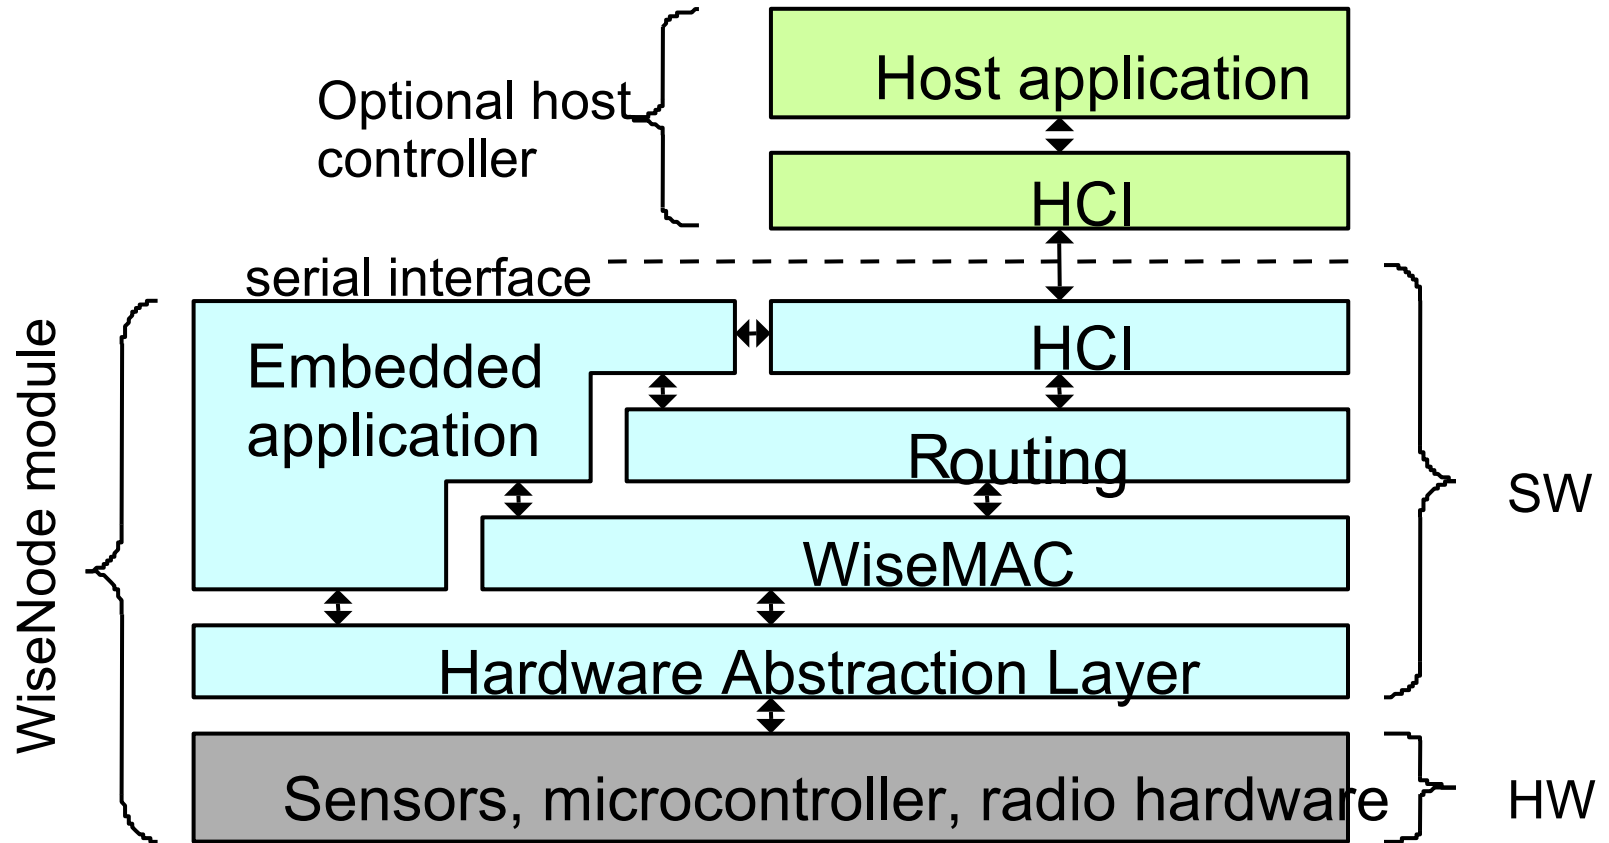 Host application
Optional host
controller
HCI
serial interface
HCI
Embedded
application
Routing
WiseNode module
SW
WiseMAC
Hardware Abstraction Layer
Sensors, microcontroller, radio hardware
HW